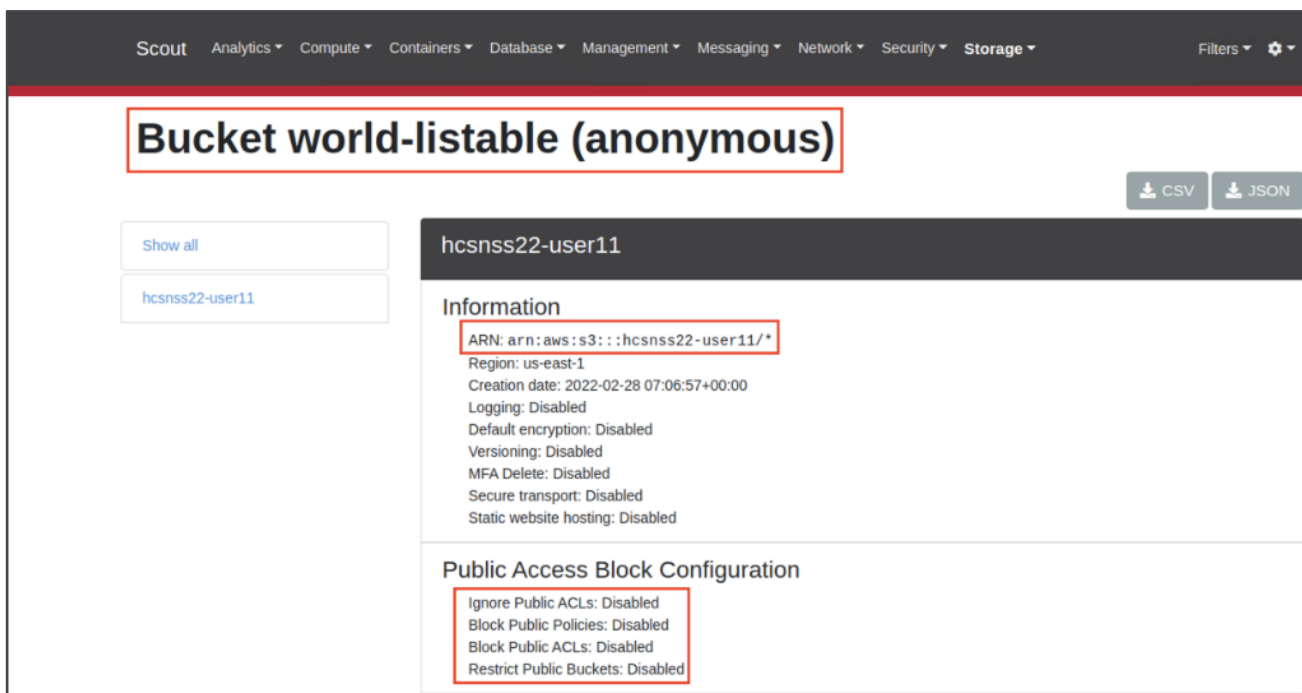 Scout Analytics Compute Containers Database Management Messaging Network Security Storage Filters
Bucket world-listable (anonymous)
CSV JSON
Show all
hcsnss22-user11
hcsnss22-user11
Information
ARN: arn:aws:s3:::hcsnss22-user11/*
Region: us-east-1
Creation date: 2022-02-28 07:06:57+00:00
Logging: Disabled
Default encryption: Disabled
Versioning: Disabled
MFA Delete: Disabled
Secure transport: Disabled
Static website hosting: Disabled
Public Access Block Configuration
Ignore Public ACLs: Disabled
Block Public Policies: Disabled
Block Public ACLs: Disabled
Restrict Public Buckets: Disabled